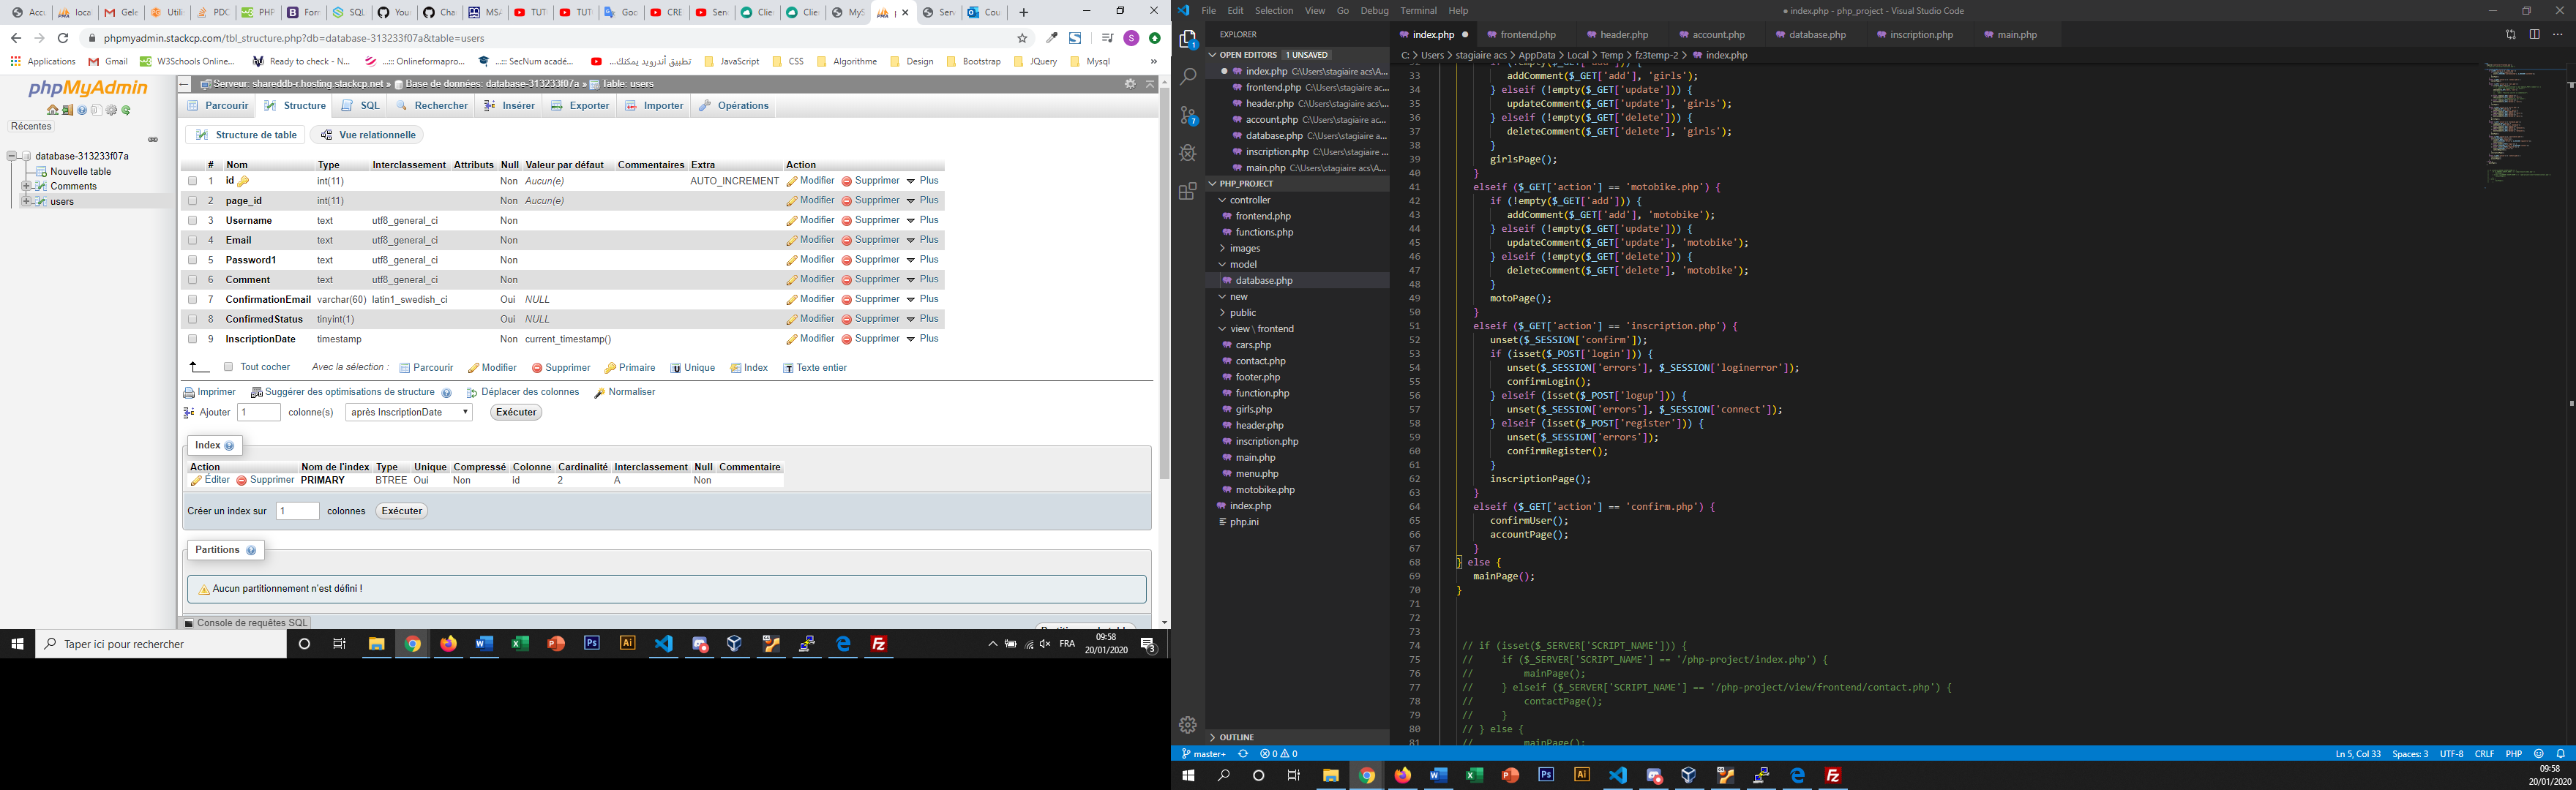 phpmyadmin.stackcp.com/tbl_structure.php?db=database-313233f07a&table=users
Applications Gmail W3Schools Online... Ready to check - N... ...::: Onlineformapro... ...::: SecNum acadé... تطبيق أندرويد يمكنك... JavaScript CSS Algorithme Design Bootstrap JQuery Mysql »
phpMyAdmin
Récentes
database-313233f07a
Nouvelle table
Comments
users
Serveur: shareddb-r.hosting.stackcp.net » Base de données: database-313233f07a » Table: users
Parcourir Structure SQL Rechercher Insérer Exporter Importer Opérations
Structure de table Vue relationnelle
# Nom Type Interclassement Attributs Null Valeur par défaut Commentaires Extra Action
1 id int(11) Non Aucun(e) AUTO_INCREMENT Modifier Supprimer Plus
2 page_id int(11) Non Aucun(e) Modifier Supprimer Plus
3 Username text utf8_general_ci Non Modifier Supprimer Plus
4 Email text utf8_general_ci Non Modifier Supprimer Plus
5 Password1 text utf8_general_ci Non Modifier Supprimer Plus
6 Comment text utf8_general_ci Non Modifier Supprimer Plus
7 ConfirmationEmail varchar(60) latin1_swedish_ci Oui NULL Modifier Supprimer Plus
8 ConfirmedStatus tinyint(1) Oui NULL Modifier Supprimer Plus
9 InscriptionDate timestamp Non current_timestamp() Modifier Supprimer Plus
Tout cocher Avec la sélection : Parcourir Modifier Supprimer Primaire Unique Index Texte entier
Imprimer Suggérer des optimisations de structure Déplacer des colonnes Normaliser
Ajouter 1 colonne(s) après InscriptionDate Exécuter
Index
Action Nom de l'index Type Unique Compressé Colonne Cardinalité Interclassement Null Commentaire
Éditer Supprimer PRIMARY BTREE Oui Non id 2 A Non
Créer un index sur 1 colonnes Exécuter
Partitions
Aucun partitionnement n'est défini !
Console de requêtes SQL
Taper ici pour rechercher
FRA
09:58
20/01/2020
File Edit Selection View Go Debug Terminal Help
● index.php - php_project - Visual Studio Code
EXPLORER
index.php frontend.php header.php account.php database.php inscription.php main.php
C: > Users > stagiaire acs > AppData > Local > Temp > fz3temp-2 > index.php
OPEN EDITORS 1 UNSAVED
index.php C:\Users\stagiaire acs\A...
frontend.php C:\Users\stagiaire ac...
header.php C:\Users\stagiaire acs\...
account.php C:\Users\stagiaire ac...
database.php C:\Users\stagiaire a...
inscription.php C:\Users\stagiaire ...
main.php C:\Users\stagiaire acs\A...
PHP_PROJECT
controller
frontend.php
functions.php
images
model
database.php
new
public
view \ frontend
cars.php
contact.php
footer.php
function.php
girls.php
header.php
inscription.php
main.php
menu.php
motobike.php
index.php
php.ini
OUTLINE
33 addComment($_GET['add'], 'girls');
34 } elseif (!empty($_GET['update'])) {
35 updateComment($_GET['update'], 'girls');
36 } elseif (!empty($_GET['delete'])) {
37 deleteComment($_GET['delete'], 'girls');
38 }
39 girlsPage();
40 }
41 elseif ($_GET['action'] == 'motobike.php') {
42 if (!empty($_GET['add'])) {
43 addComment($_GET['add'], 'motobike');
44 } elseif (!empty($_GET['update'])) {
45 updateComment($_GET['update'], 'motobike');
46 } elseif (!empty($_GET['delete'])) {
47 deleteComment($_GET['delete'], 'motobike');
48 }
49 motoPage();
50 }
51 elseif ($_GET['action'] == 'inscription.php') {
52 unset($_SESSION['confirm']);
53 if (isset($_POST['login'])) {
54 unset($_SESSION['errors'], $_SESSION['loginerror']);
55 confirmLogin();
56 } elseif (isset($_POST['logup'])) {
57 unset($_SESSION['errors'], $_SESSION['connect']);
58 } elseif (isset($_POST['register'])) {
59 unset($_SESSION['errors']);
60 confirmRegister();
61 }
62 inscriptionPage();
63 }
64 elseif ($_GET['action'] == 'confirm.php') {
65 confirmUser();
66 accountPage();
67 }
68 } else {
69 mainPage();
70 }
71
72
73
74 // if (isset($_SERVER['SCRIPT_NAME'])) {
75 // if ($_SERVER['SCRIPT_NAME'] == '/php-project/index.php') {
76 // mainPage();
77 // } elseif ($_SERVER['SCRIPT_NAME'] == '/php-project/view/frontend/contact.php') {
78 // contactPage();
79 // }
80 // } else {
81 // mainPage();
master+ 0 0 Ln 5, Col 33 Spaces: 3 UTF-8 CRLF PHP
09:58
20/01/2020